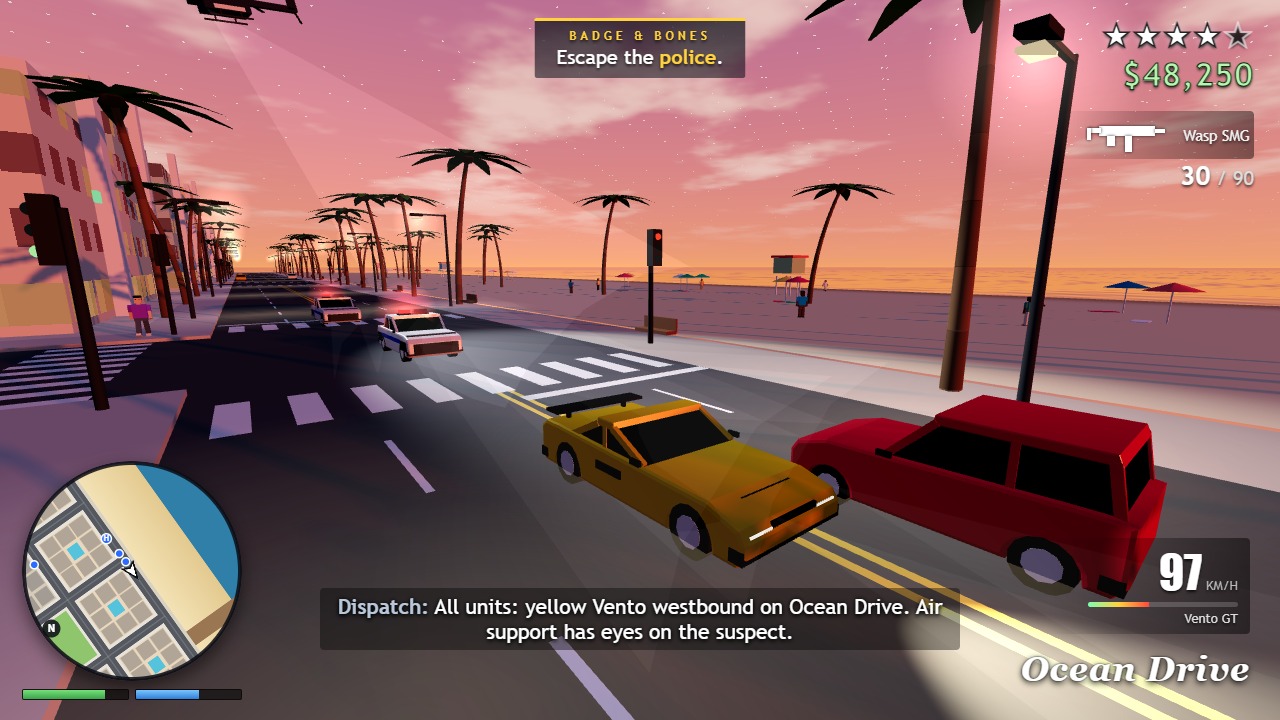 BADGE & BONES
Escape the police.
$48,250
Wasp SMG
30 / 90
H
N
Dispatch: All units: yellow Vento westbound on Ocean Drive. Air
support has eyes on the suspect.
97 KM/H
Vento GT
Ocean Drive